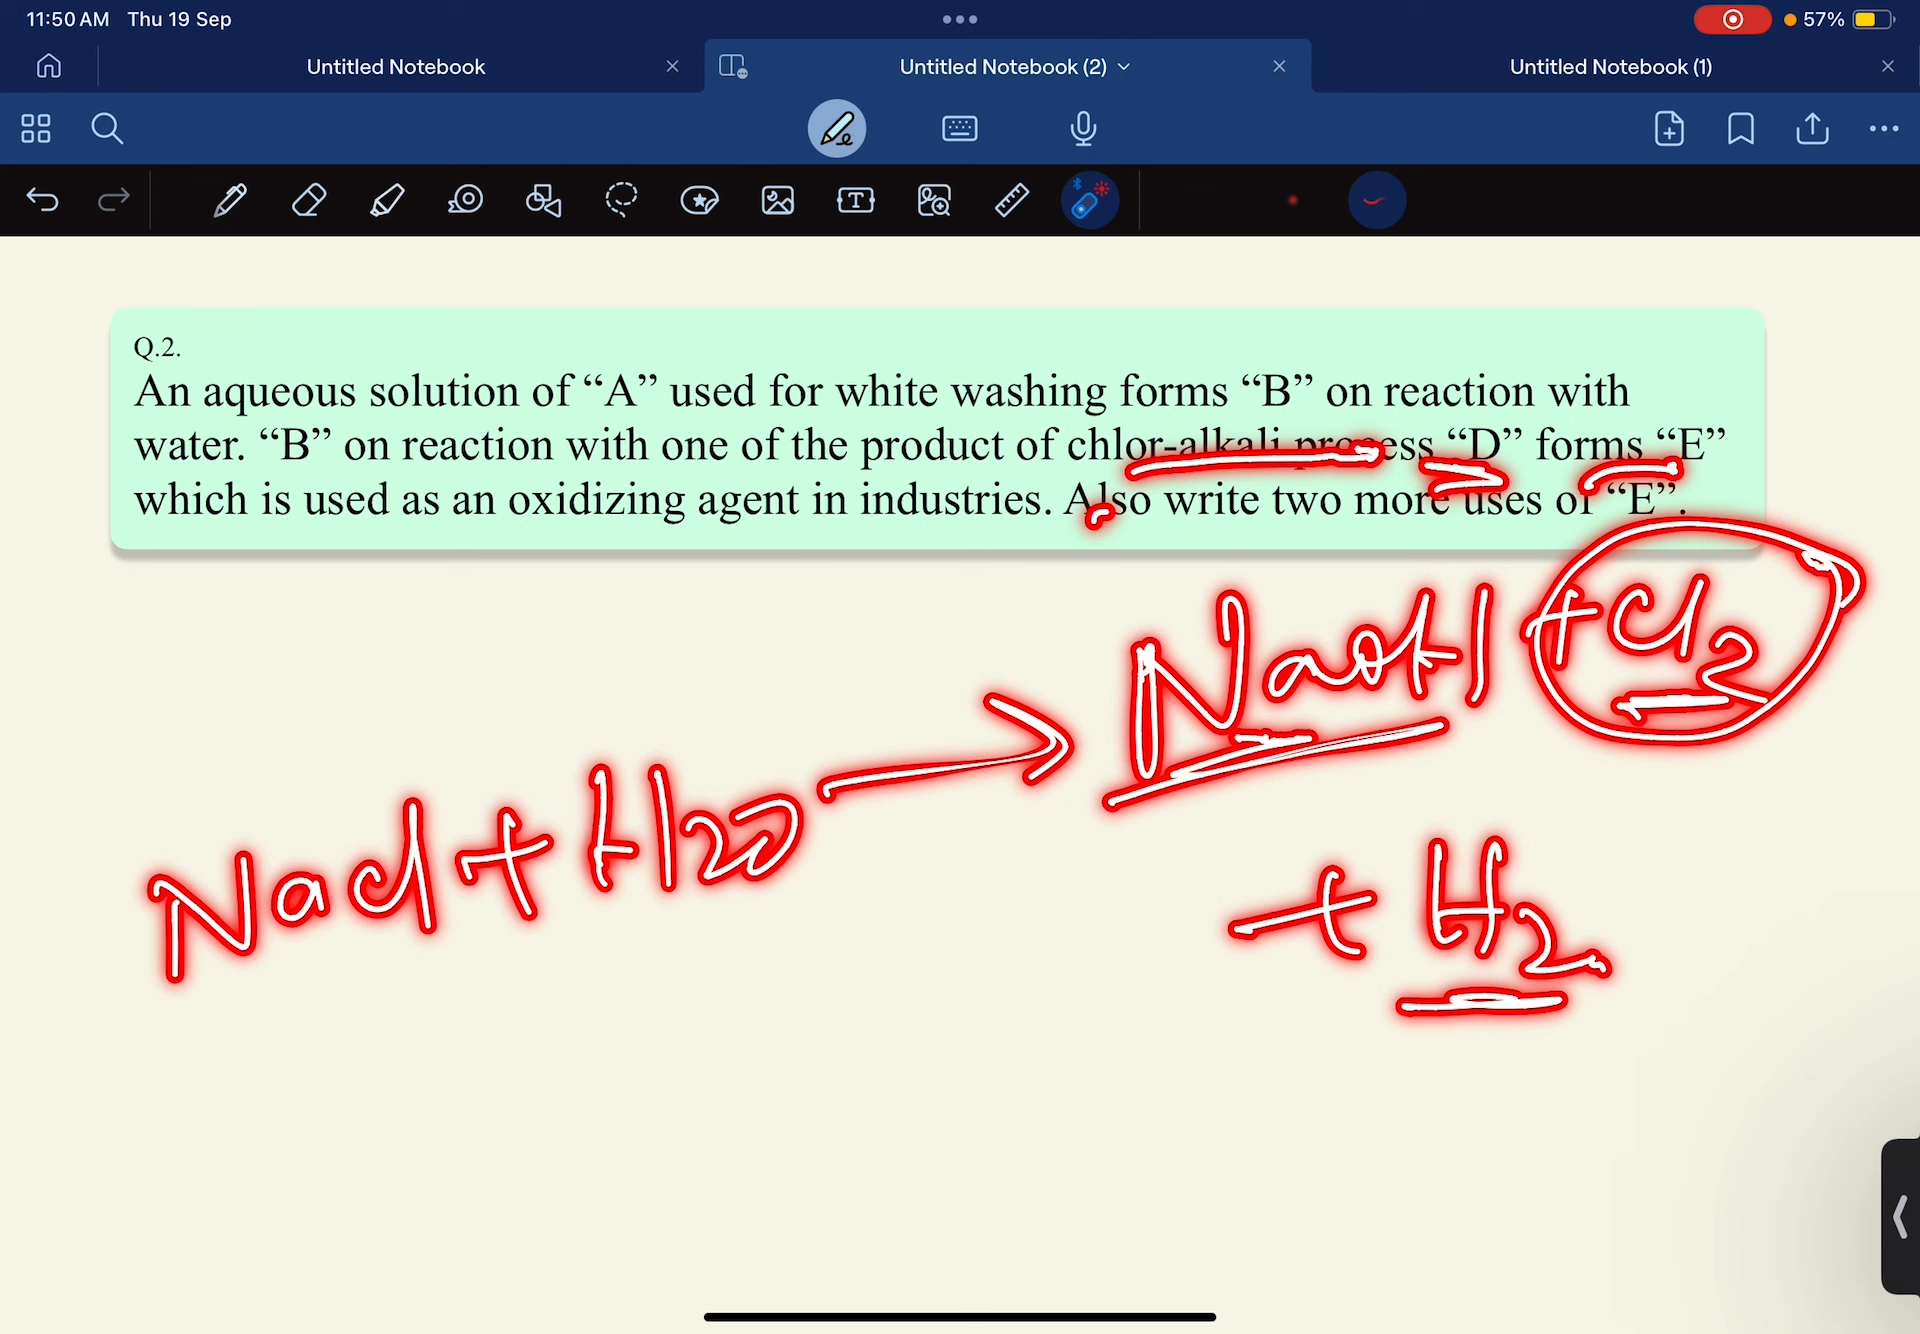 11:50 AM Thu 19 Sep
57%
Untitled Notebook
Untitled Notebook (2)
Untitled Notebook (1)
Q.2.
An aqueous solution of “A” used for white washing forms “B” on reaction with
water. “B” on reaction with one of the product of chlor-alkali process “D” forms “E”
which is used as an oxidizing agent in industries. Also write two more uses of “E”.
NaOH + Cl2
NaCl + H2O →
+ H2